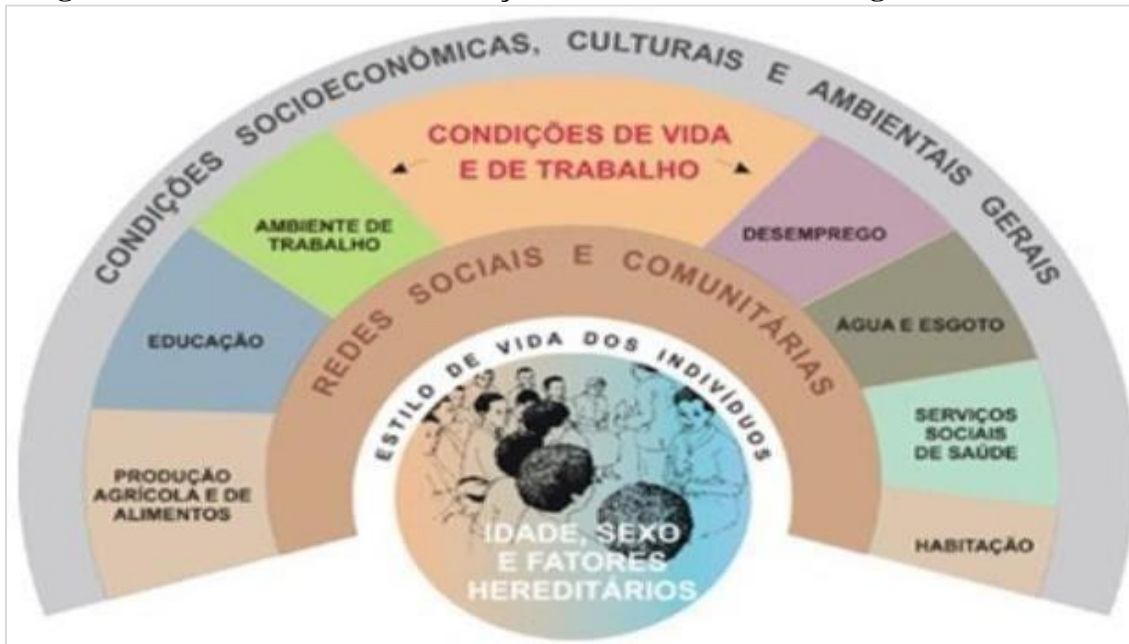 CONDIÇÕES SOCIOECONÔMICAS, CULTURAIS E AMBIENTAIS GERAIS
CONDIÇÕES DE VIDA
E DE TRABALHO
AMBIENTE DE
TRABALHO
DESEMPREGO
EDUCAÇÃO
ÁGUA E ESGOTO
PRODUÇÃO
AGRÍCOLA E DE
ALIMENTOS
SERVIÇOS
SOCIAIS
DE SAÚDE
HABITAÇÃO
REDES SOCIAIS E COMUNITÁRIAS
ESTILO DE VIDA DOS INDIVÍDUOS
IDADE, SEXO
E FATORES
HEREDITÁRIOS